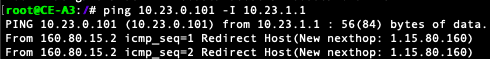 [root@CE-A3:/# ping 10.23.0.101 -I 10.23.1.1
PING 10.23.0.101 (10.23.0.101) from 10.23.1.1 : 56(84) bytes of data.
From 160.80.15.2 icmp_seq=1 Redirect Host(New nexthop: 1.15.80.160)
From 160.80.15.2 icmp_seq=2 Redirect Host(New nexthop: 1.15.80.160)